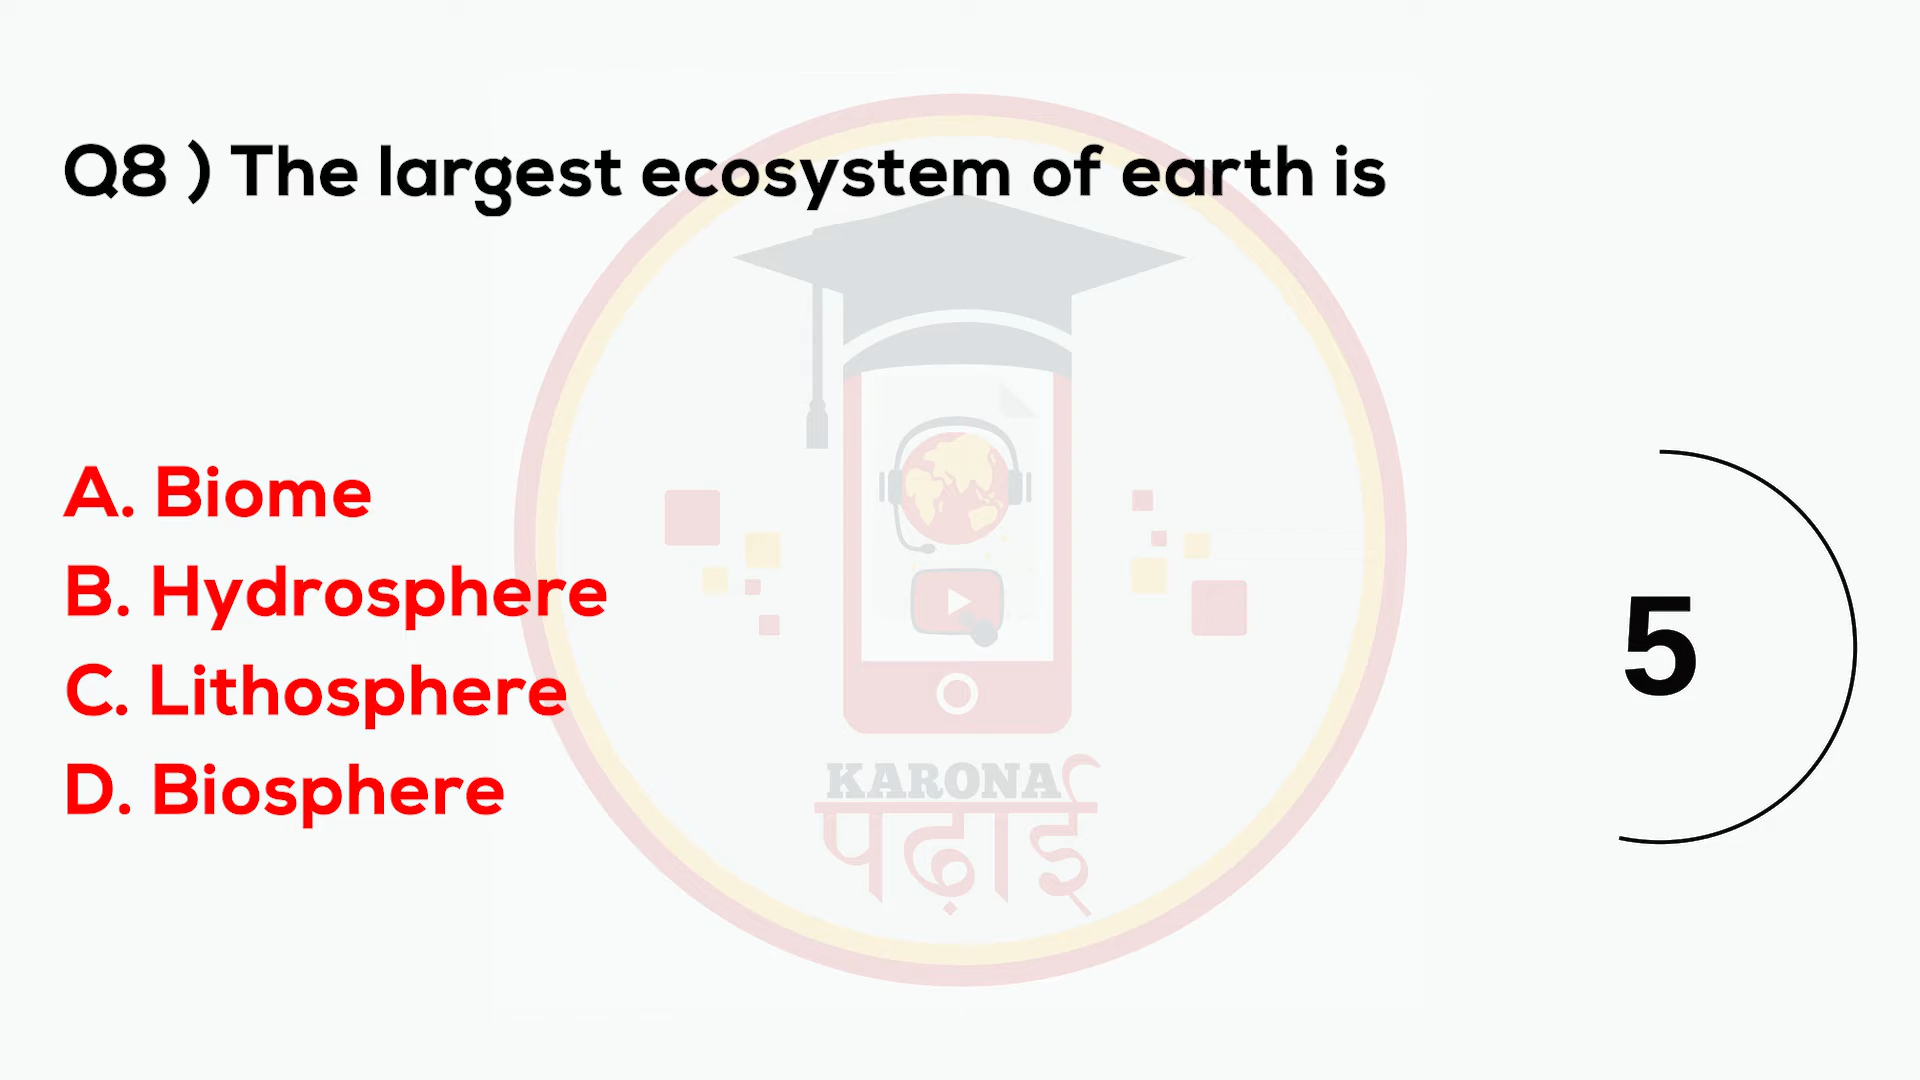 Q8 ) The largest ecosystem of earth is
A. Biome
B. Hydrosphere
C. Lithosphere
D. Biosphere
5
KARONA
पढ़ाई